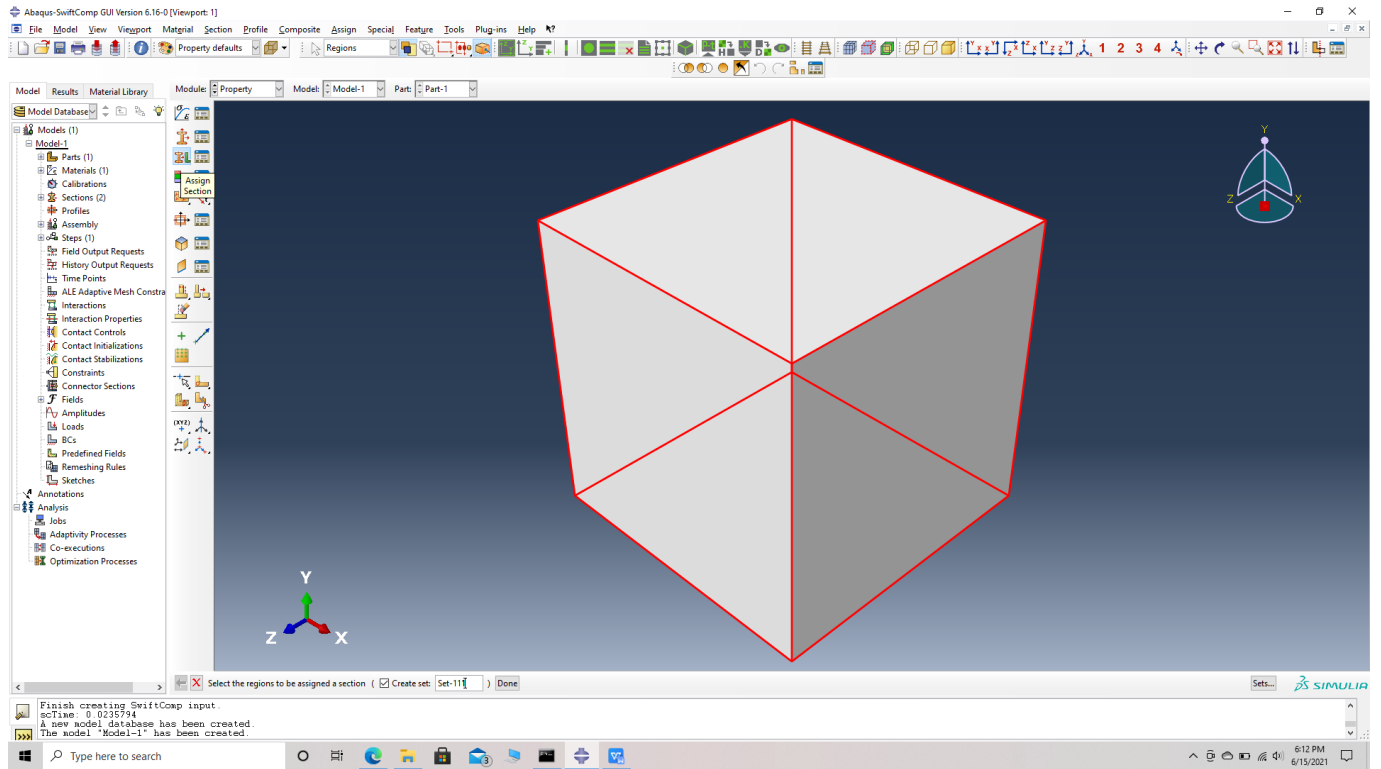 Abaqus-SwiftComp GUI Version 6.16-0 [Viewport: 1]
File Model View Viewport Material Section Profile Composite Assign Special Feature Tools Plug-ins Help
Property defaults Regions 1 2 3 4
Model Results Material Library Module: Property Model: Model-1 Part: Part-1
Model Database
Models (1)
Model-1
Parts (1)
Materials (1)
Calibrations
Sections (2)
Profiles
Assembly
Steps (1)
Field Output Requests
History Output Requests
Time Points
ALE Adaptive Mesh Constra
Interactions
Interaction Properties
Contact Controls
Contact Initializations
Contact Stabilizations
Constraints
Connector Sections
Fields
Amplitudes
Loads
BCs
Predefined Fields
Remeshing Rules
Sketches
Annotations
Analysis
Jobs
Adaptivity Processes
Co-executions
Optimization Processes
Assign
Section
(XYZ)
Y
Z X
Y
Z X
Select the regions to be assigned a section ( Create set: Set-111 ) Done Sets... SIMULIA
Finish creating SwiftComp input.
scTime: 0.0235794
A new model database has been created.
The model "Model-1" has been created.
Type here to search
3
6:12 PM
6/15/2021